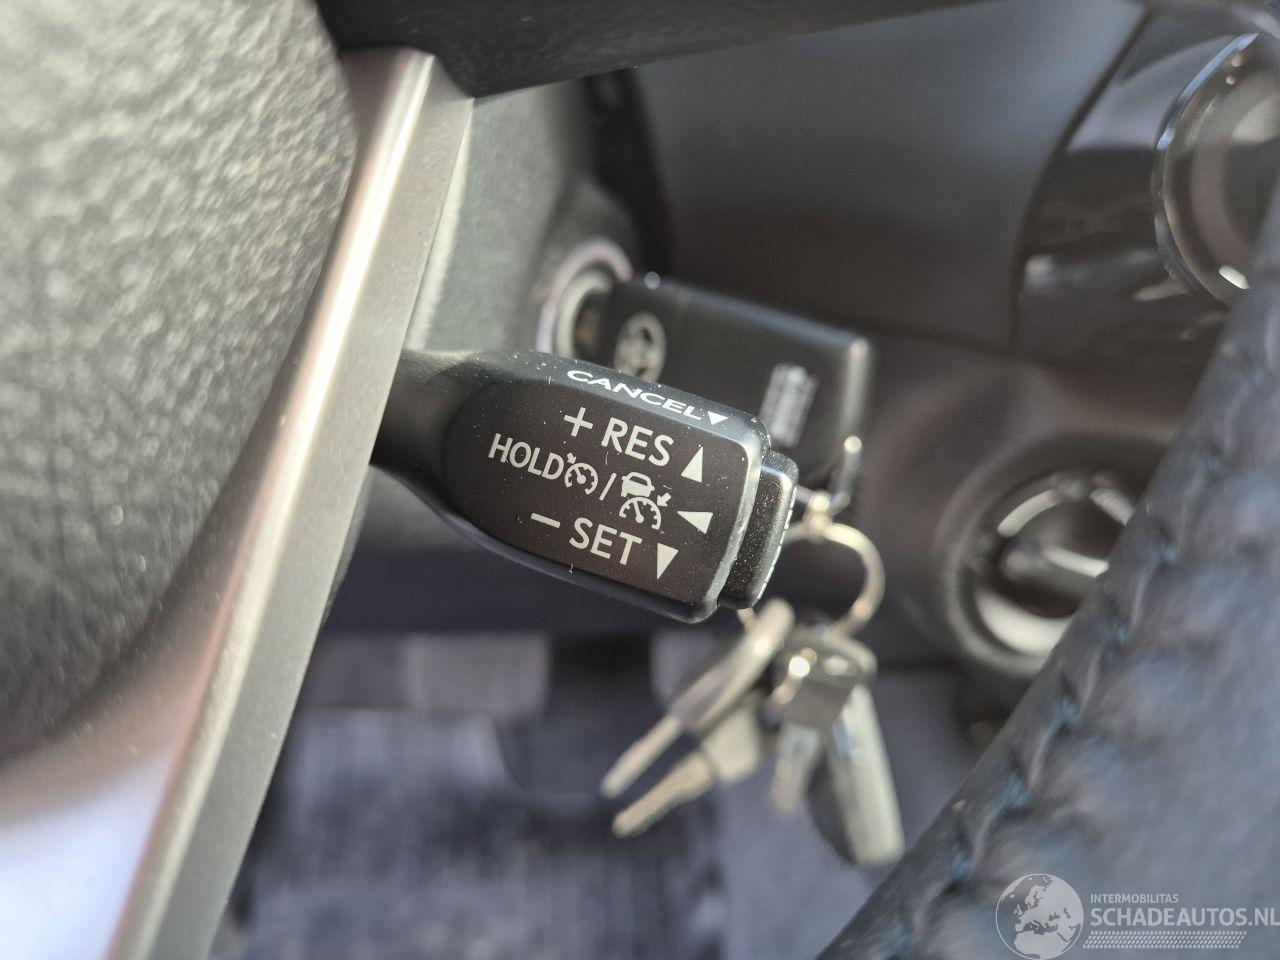 CANCEL▼
+ RES ▲
HOLD / ◀
– SET ▼
INTERMOBILITAS
SCHADEAUTOS.NL